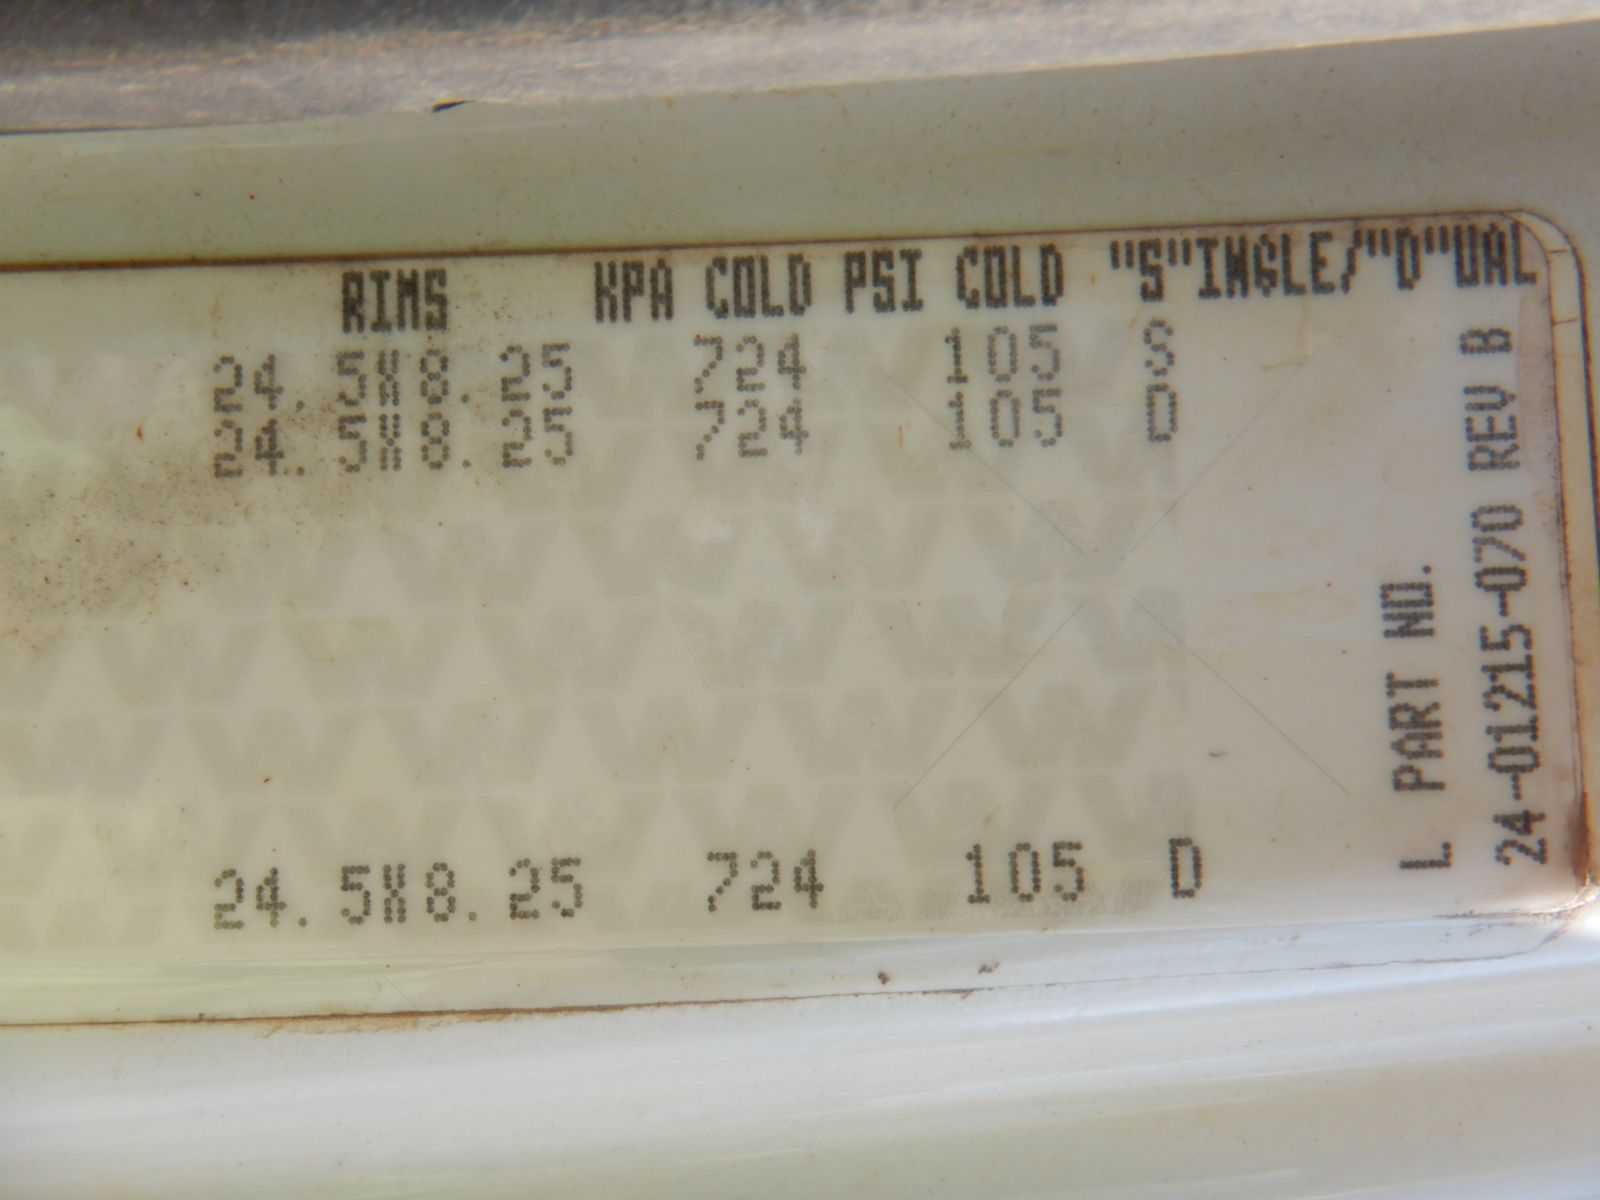 RIMS KPA COLD PSI COLD "S"INGLE/"D"UAL
24.5X8.25 724 105 S
24.5X8.25 724 105 D
24.5X8.25 724 105 D
L PART NO.
24-01215-070 REV B